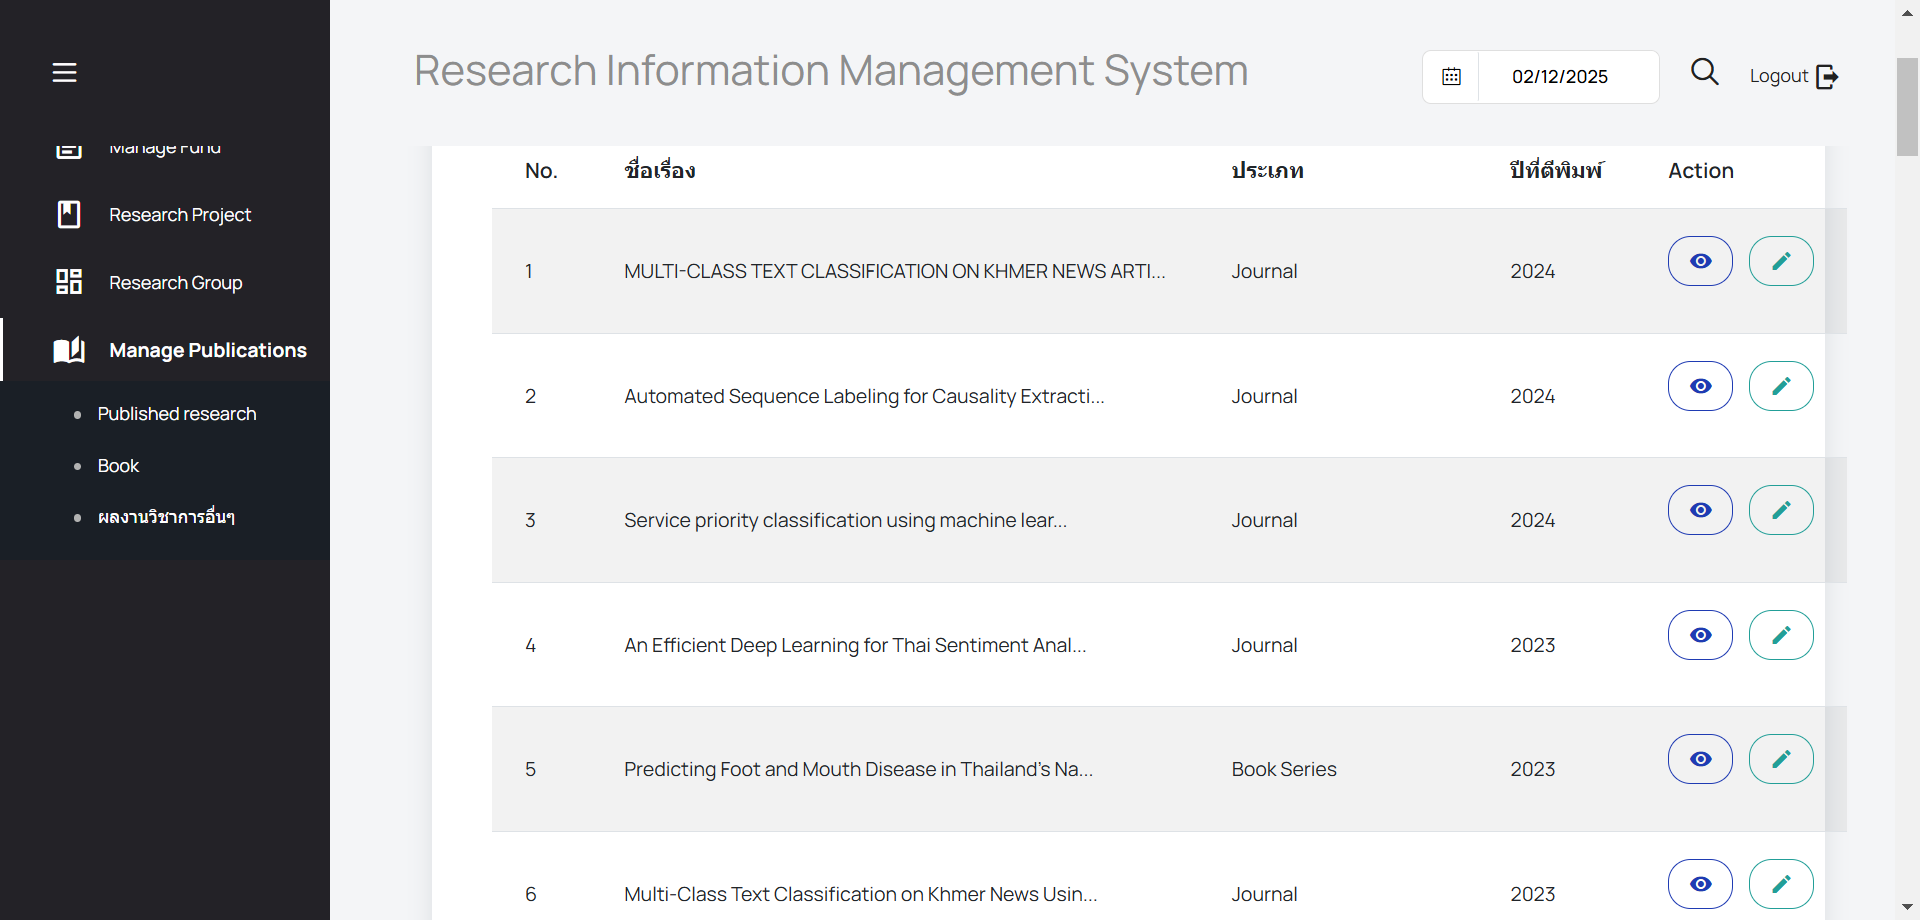 Research Information Management System
02/12/2025
Logout
Manage Fund
Research Project
Research Group
Manage Publications
Published research
Book
ผลงานวิชาการอื่นๆ
No. ชื่อเรื่อง ประเภท ปีที่ตีพิมพ์ Action
1 MULTI-CLASS TEXT CLASSIFICATION ON KHMER NEWS ARTI... Journal 2024
2 Automated Sequence Labeling for Causality Extracti... Journal 2024
3 Service priority classification using machine lear... Journal 2024
4 An Efficient Deep Learning for Thai Sentiment Anal... Journal 2023
5 Predicting Foot and Mouth Disease in Thailand’s Na... Book Series 2023
6 Multi-Class Text Classification on Khmer News Usin... Journal 2023